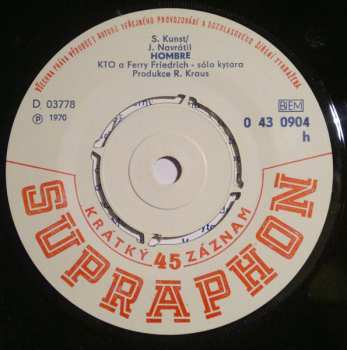 VŠECHNA PRÁVA VÝROBCE I AUTORŮ VEŘEJNÉHO PROVOZOVÁNÍ A ROZHLASOVÉHO ŠÍŘENÍ VYHRAZENA
S. Kunst/
J. Navrátil
HOMBRE
KTO a Ferry Friedrich - sólo kytara
Produkce R. Kraus
D 03778
℗ 1970
BIEM
0 43 0904
h
KRÁTKÝ 45 ZÁZNAM
SUPRAPHON